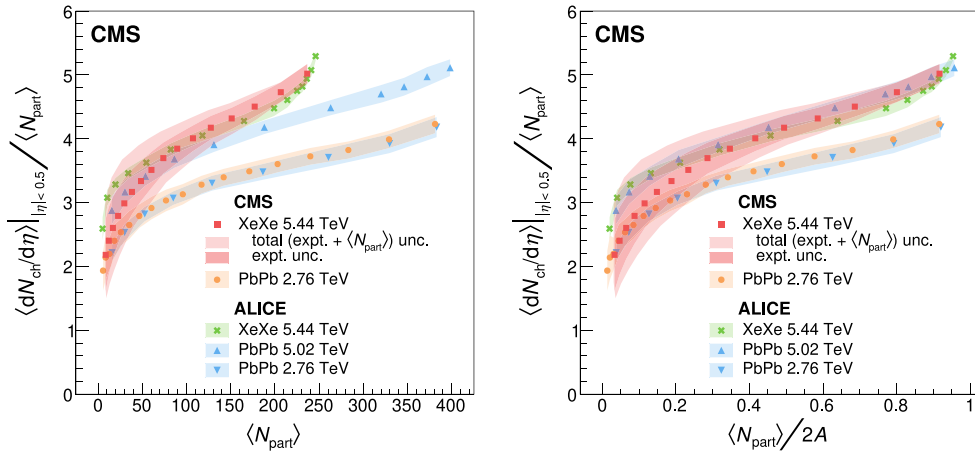 CMS
⟨dN_ch/dη⟩|_|η|<0.5 / ⟨N_part⟩
6
5
4
3
2
1
0
CMS
XeXe 5.44 TeV
total (expt. + ⟨N_part⟩) unc.
expt. unc.
PbPb 2.76 TeV
ALICE
XeXe 5.44 TeV
PbPb 5.02 TeV
PbPb 2.76 TeV
0 50 100 150 200 250 300 350 400
⟨N_part⟩
CMS
⟨dN_ch/dη⟩|_|η|<0.5 / ⟨N_part⟩
6
5
4
3
2
1
0
CMS
XeXe 5.44 TeV
total (expt. + ⟨N_part⟩) unc.
expt. unc.
PbPb 2.76 TeV
ALICE
XeXe 5.44 TeV
PbPb 5.02 TeV
PbPb 2.76 TeV
0 0.2 0.4 0.6 0.8 1
⟨N_part⟩/2A